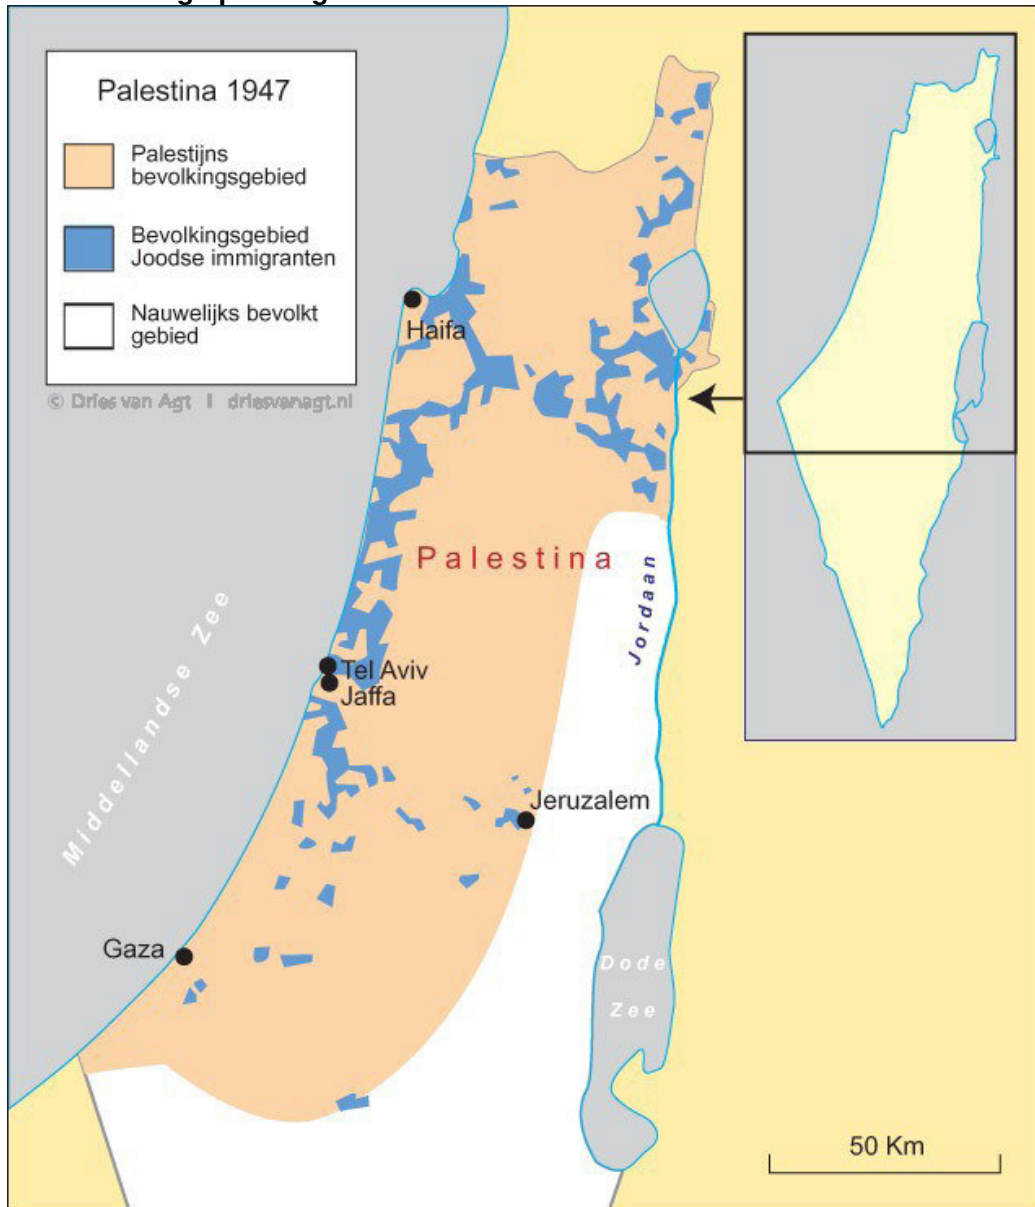 Palestina 1947
Palestijns
bevolkingsgebied
Bevolkingsgebied
Joodse immigranten
Nauwelijks bevolkt
gebied
© Dries van Agt | driesvanagt.nl
Haifa
Palestina
Jordaan
Middellandse Zee
Tel Aviv
Jaffa
Jeruzalem
Gaza
Dode
Zee
50 Km